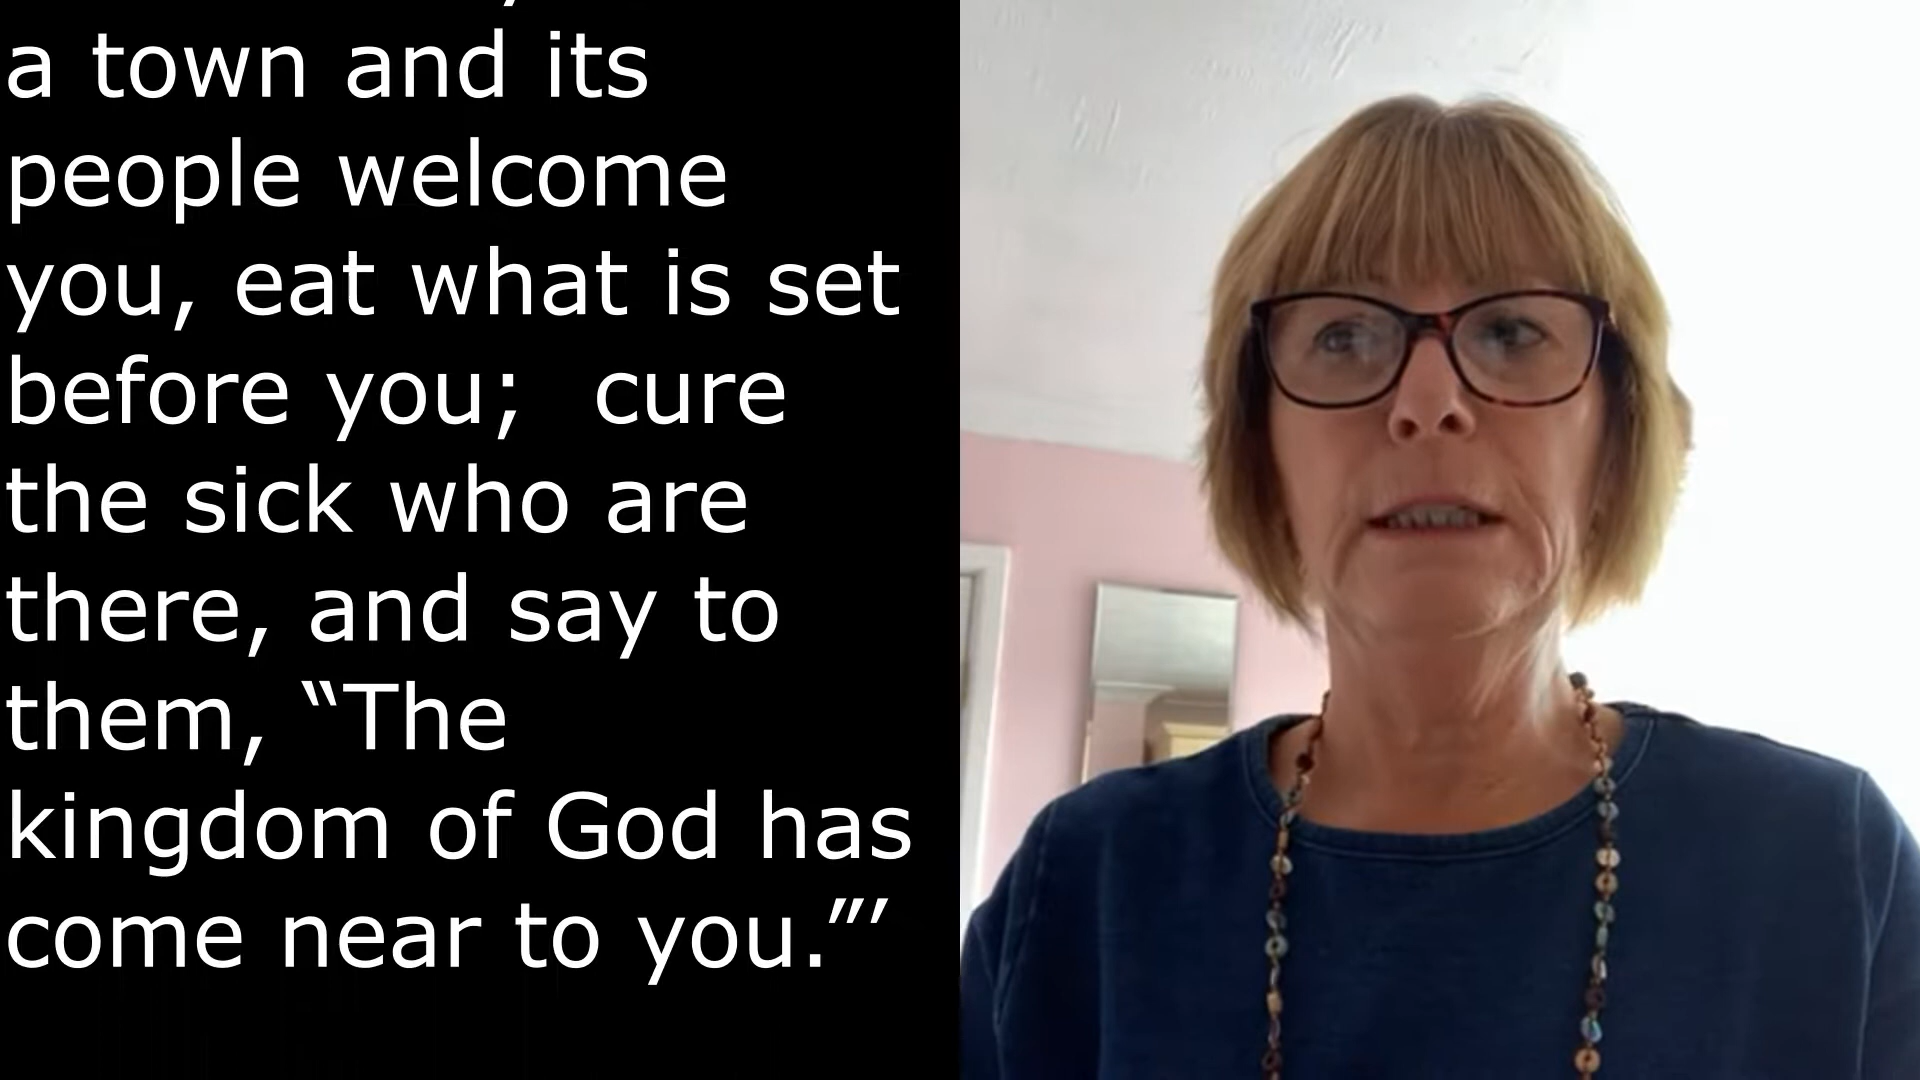 a town and its
people welcome
you, eat what is set
before you;  cure
the sick who are
there, and say to
them, “The
kingdom of God has
come near to you.”’